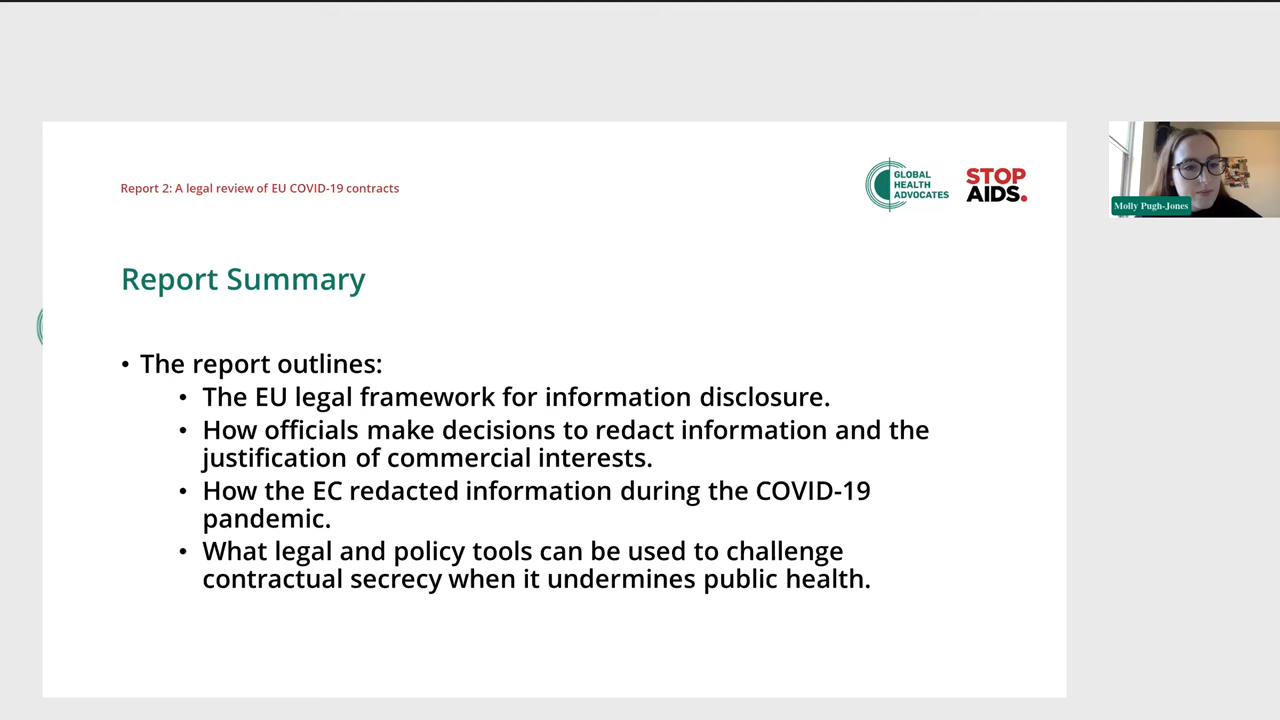 Report 2: A legal review of EU COVID-19 contracts
GLOBAL
HEALTH
ADVOCATES
STOP
AIDS.
Molly Pugh-Jones
Report Summary
• The report outlines:
• The EU legal framework for information disclosure.
• How officials make decisions to redact information and the
justification of commercial interests.
• How the EC redacted information during the COVID-19
pandemic.
• What legal and policy tools can be used to challenge
contractual secrecy when it undermines public health.